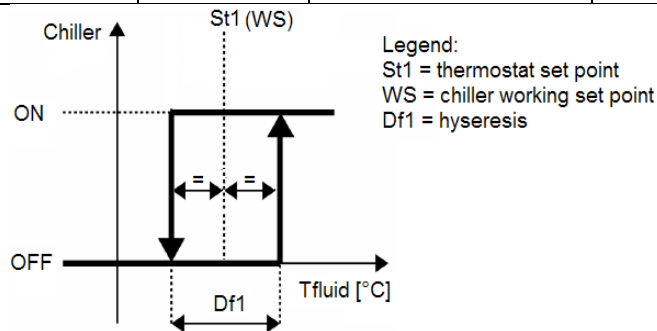 St1 (WS)
Chiller
Legend:
St1 = thermostat set point
WS = chiller working set point
Df1 = hyseresis
ON
= =
OFF
Tfluid [°C]
Df1